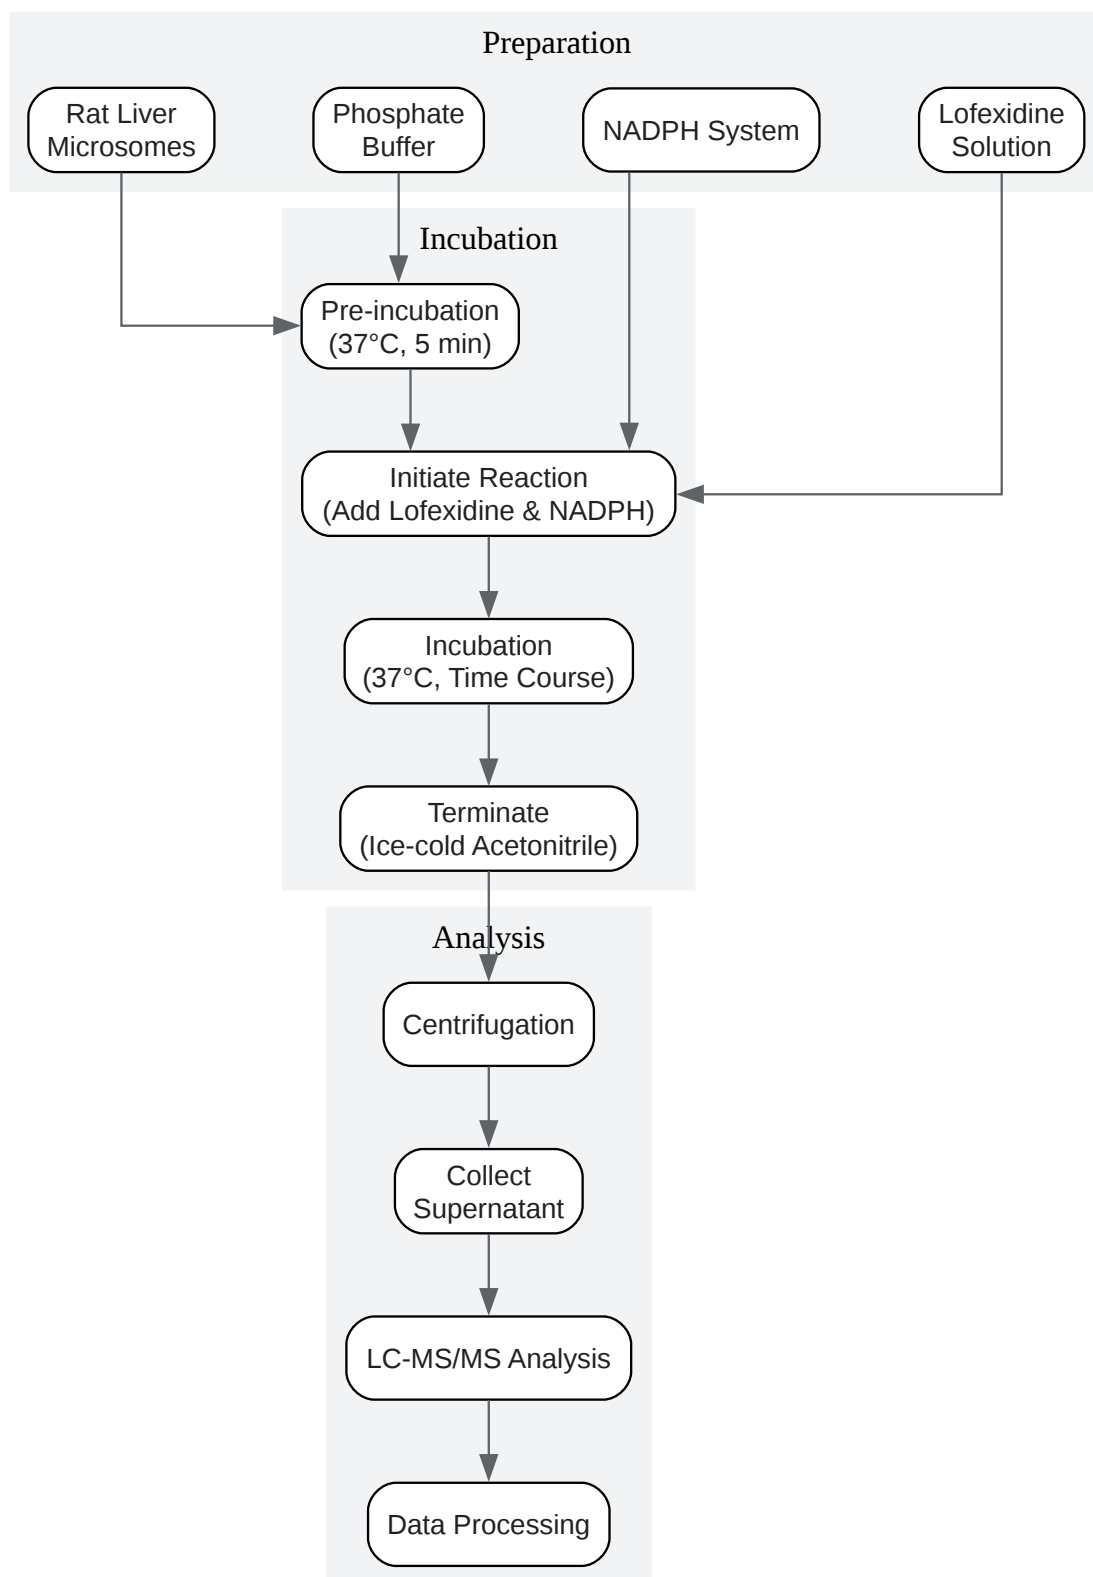 Preparation
Rat Liver
Microsomes
Phosphate
Buffer
NADPH System
Lofexidine
Solution
Incubation
Pre-incubation
(37°C, 5 min)
Initiate Reaction
(Add Lofexidine & NADPH)
Incubation
(37°C, Time Course)
Terminate
(Ice-cold Acetonitrile)
Analysis
Centrifugation
Collect
Supernatant
LC-MS/MS Analysis
Data Processing